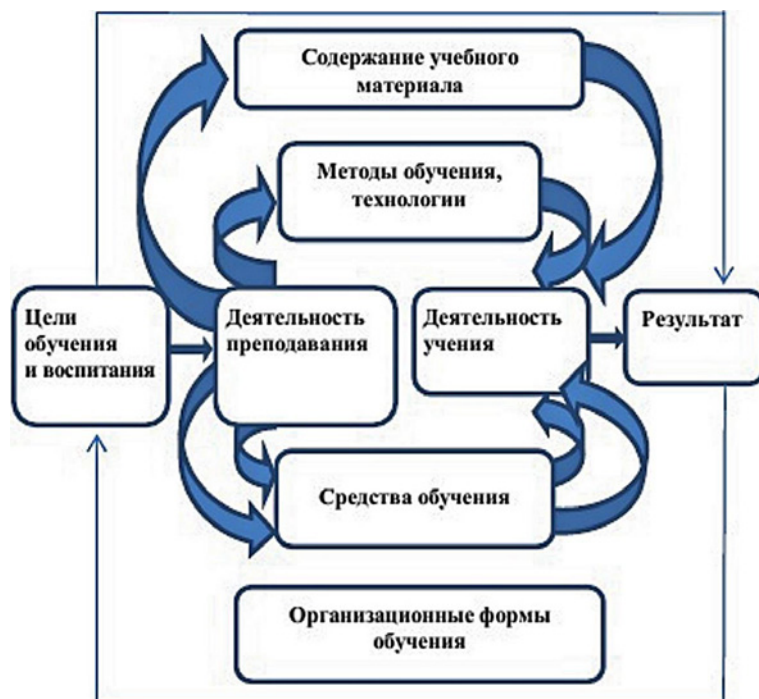 Содержание учебного
материала
Методы обучения,
технологии
Цели
обучения
и воспитания
Деятельность
преподавания
Деятельность
учения
Результат
Средства обучения
Организационные формы
обучения